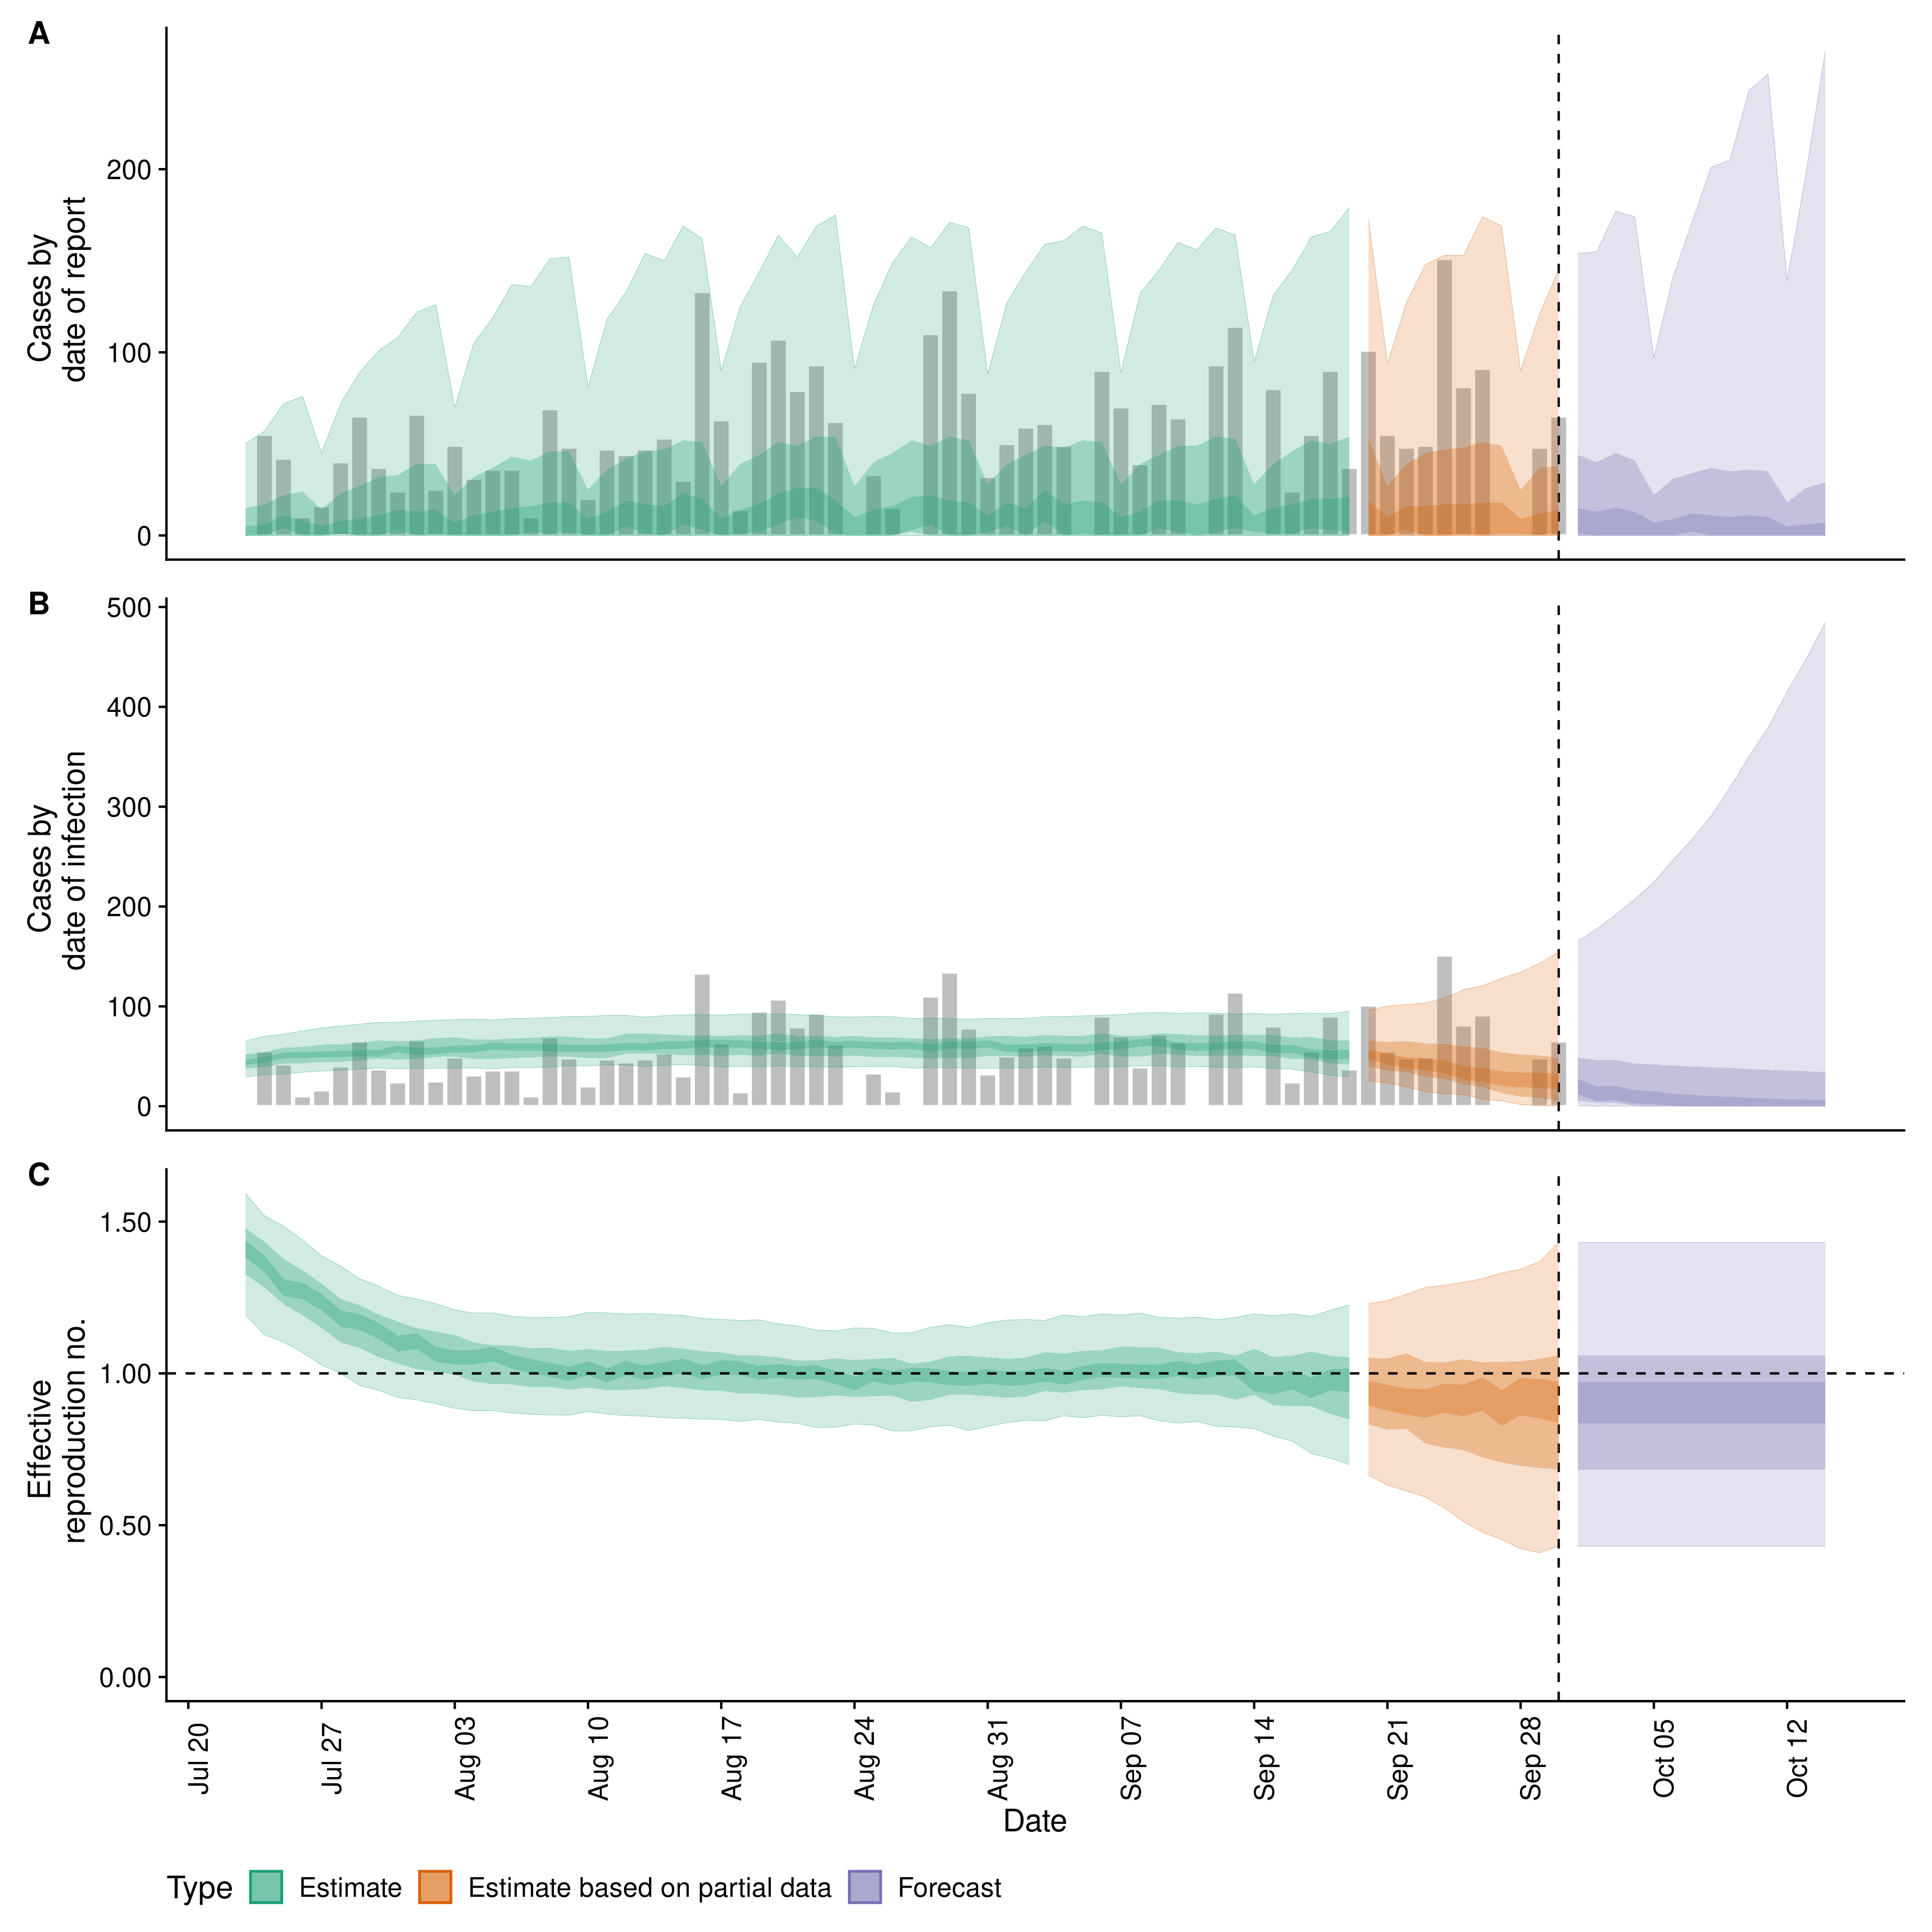 A
Cases by
date of report
200
100
0
B
Cases by
date of infection
500
400
300
200
100
0
C
Effective
reproduction no.
1.50
1.00
0.50
0.00
Jul 20
Jul 27
Aug 03
Aug 10
Aug 17
Aug 24
Aug 31
Sep 07
Sep 14
Sep 21
Sep 28
Oct 05
Oct 12
Date
Type Estimate Estimate based on partial data Forecast